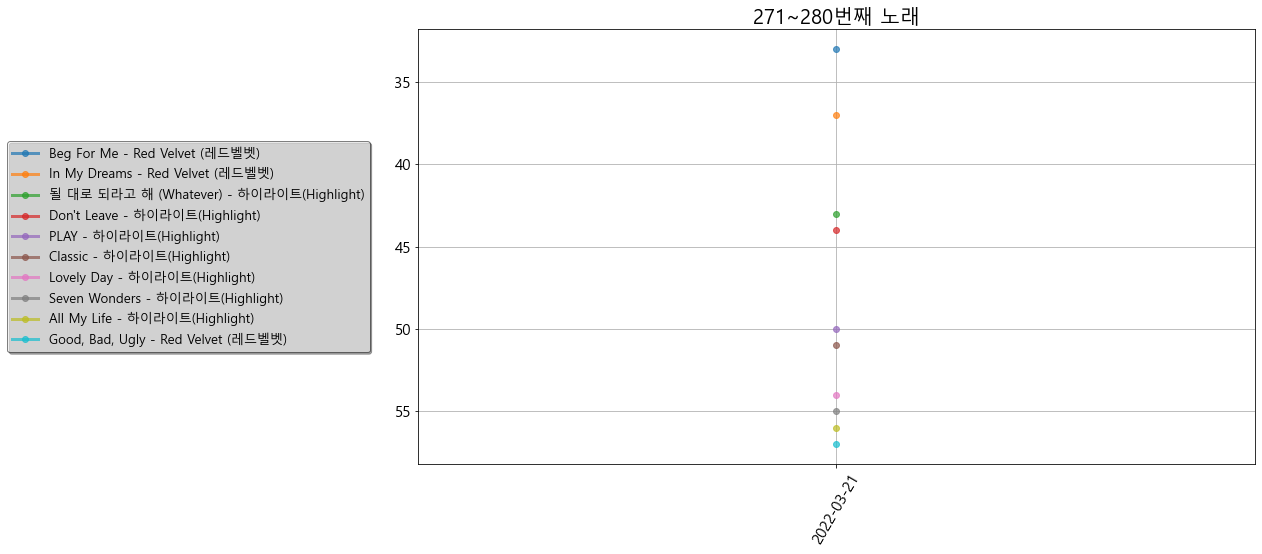 271~280번째 노래
Beg For Me - Red Velvet (레드벨벳)
In My Dreams - Red Velvet (레드벨벳)
될 대로 되라고 해 (Whatever) - 하이라이트(Highlight)
Don't Leave - 하이라이트(Highlight)
PLAY - 하이라이트(Highlight)
Classic - 하이라이트(Highlight)
Lovely Day - 하이라이트(Highlight)
Seven Wonders - 하이라이트(Highlight)
All My Life - 하이라이트(Highlight)
Good, Bad, Ugly - Red Velvet (레드벨벳)
35
40
45
50
55
2022-03-21